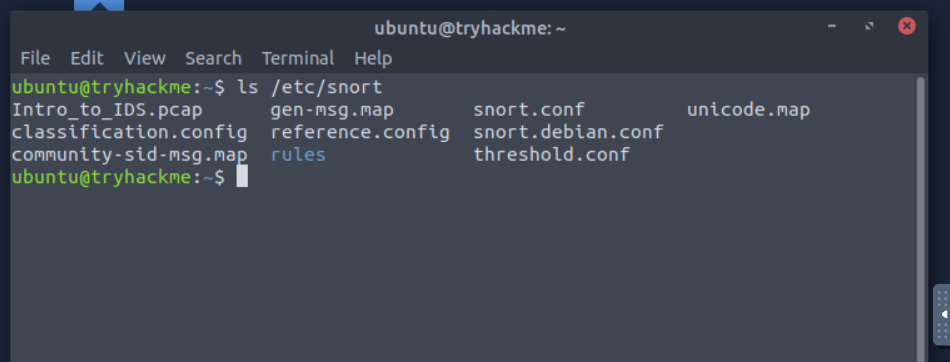 ubuntu@tryhackme: ~
File Edit View Search Terminal Help
ubuntu@tryhackme:~$ ls /etc/snort
Intro_to_IDS.pcap gen-msg.map snort.conf unicode.map
classification.config reference.config snort.debian.conf
community-sid-msg.map rules threshold.conf
ubuntu@tryhackme:~$